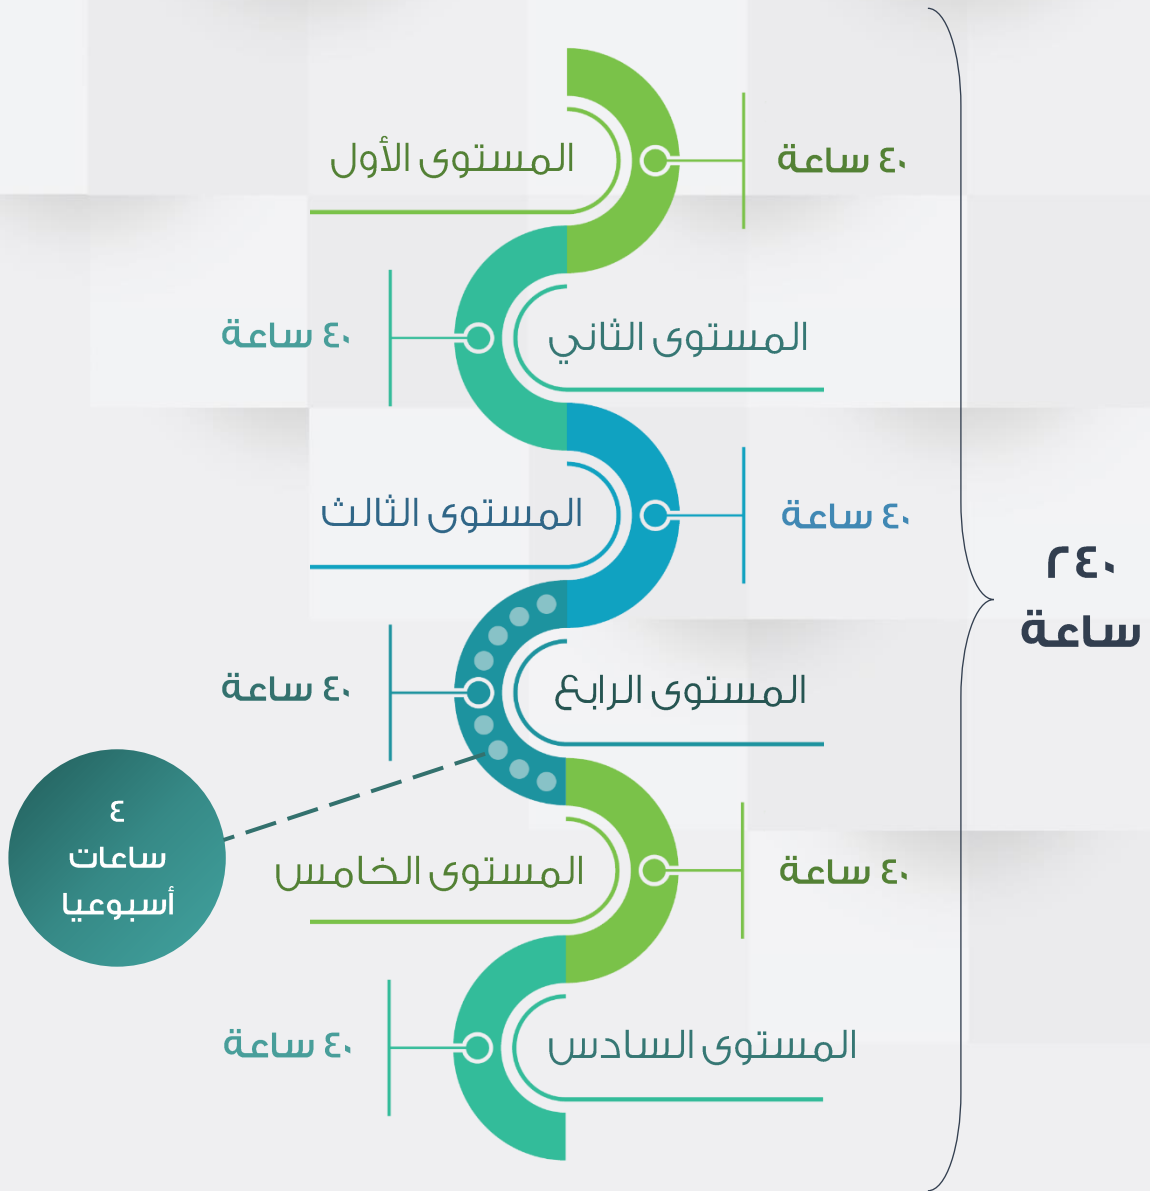 المستوى الأول
٤٠ ساعة
المستوى الثاني
٤٠ ساعة
المستوى الثالث
٤٠ ساعة
٢٤٠
ساعة
المستوى الرابع
٤٠ ساعة
٤
ساعات
أسبوعيا
المستوى الخامس
٤٠ ساعة
المستوى السادس
٤٠ ساعة